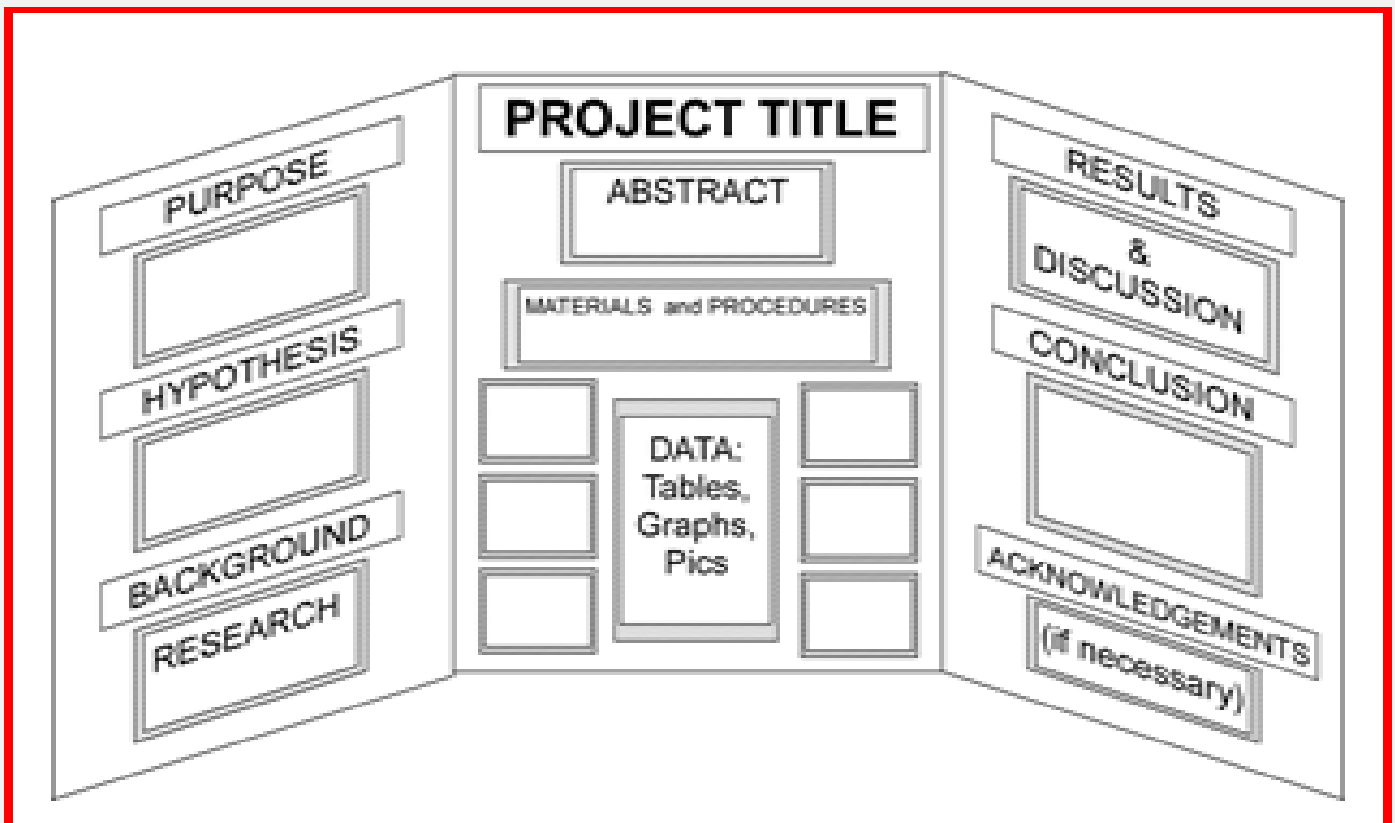 PURPOSE
HYPOTHESIS
BACKGROUND
RESEARCH
PROJECT TITLE
ABSTRACT
MATERIALS and PROCEDURES
DATA:
Tables,
Graphs,
Pics
RESULTS
&
DISCUSSION
CONCLUSION
ACKNOWLEDGEMENTS
(if necessary)